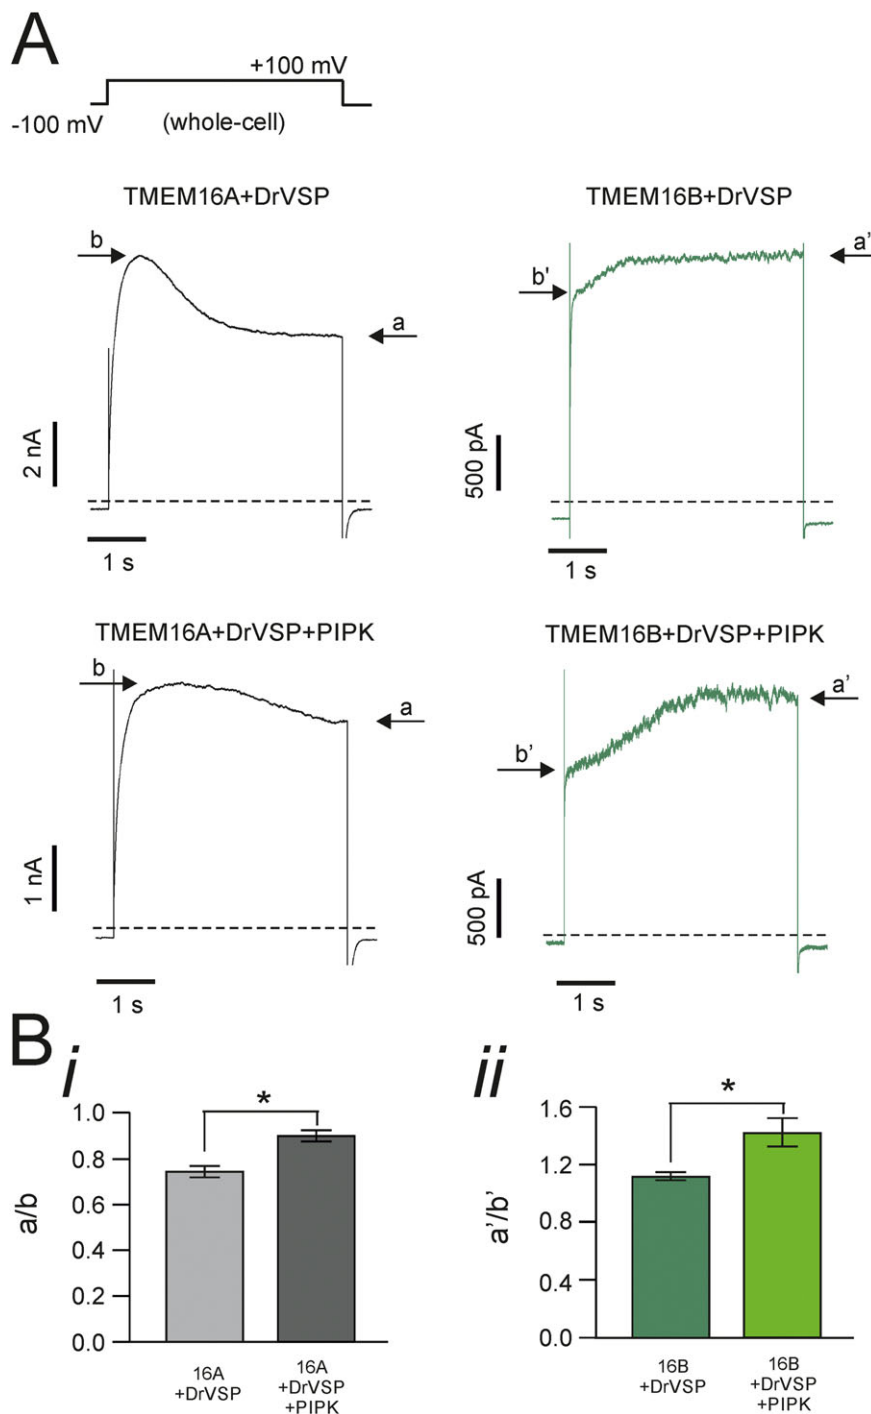 A
+100 mV
-100 mV
(whole-cell)
TMEM16A+DrVSP
TMEM16B+DrVSP
b
a
b'
a'
2 nA
500 pA
1 s
1 s
TMEM16A+DrVSP+PIPK
TMEM16B+DrVSP+PIPK
b
a
b’
a’
1 nA
500 pA
1 s
1 s
B
i
ii
*
*
a/b
1.0
0.8
0.6
0.4
0.2
0.0
16A
+DrVSP
16A
+DrVSP
+PIPK
a’/b’
1.6
1.2
0.8
0.4
0.0
16B
+DrVSP
16B
+DrVSP
+PIPK